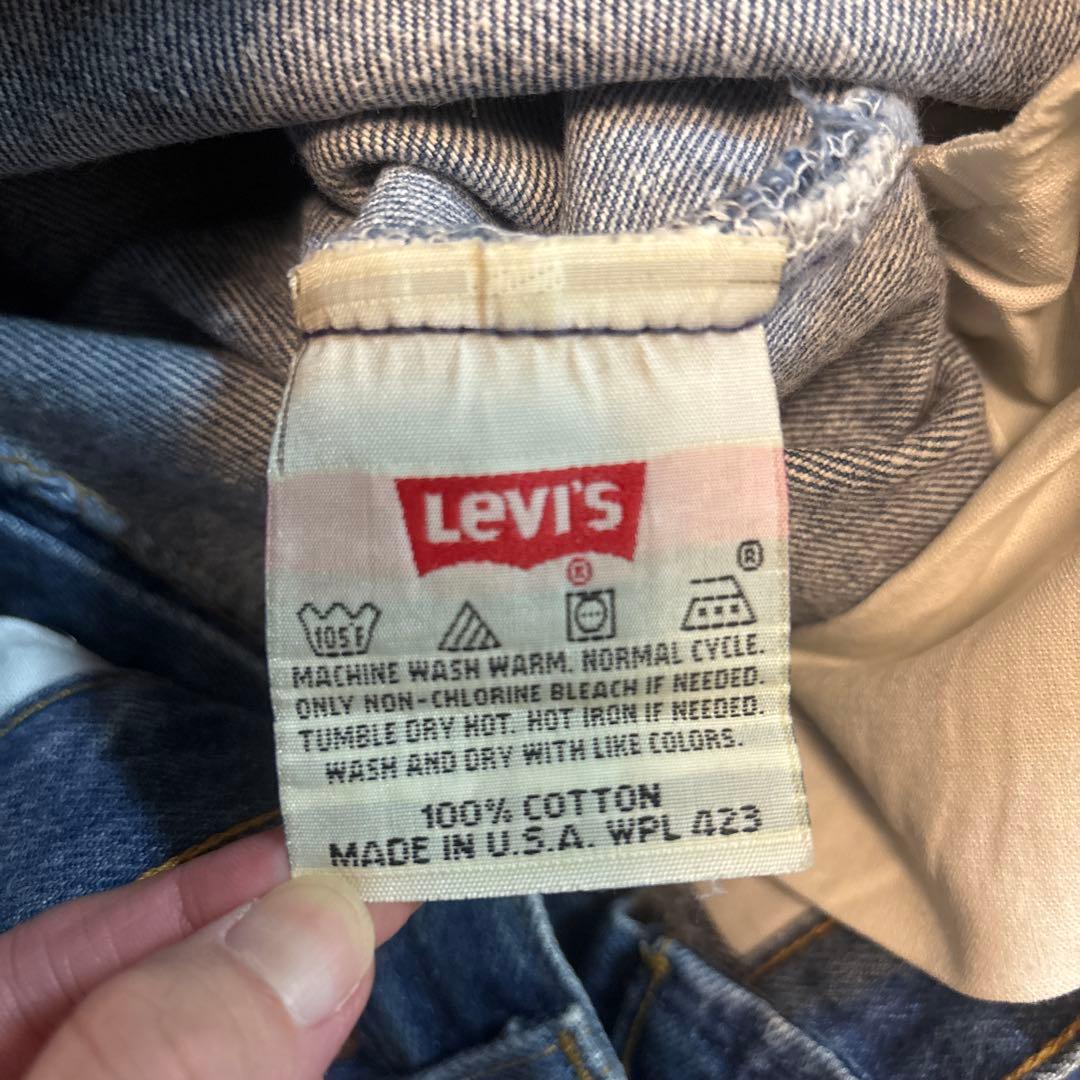 Levi's
®
®
105F
MACHINE WASH WARM. NORMAL CYCLE.
ONLY NON-CHLORINE BLEACH IF NEEDED.
TUMBLE DRY HOT. HOT IRON IF NEEDED.
WASH AND DRY WITH LIKE COLORS.
100% COTTON
MADE IN U.S.A. WPL 423